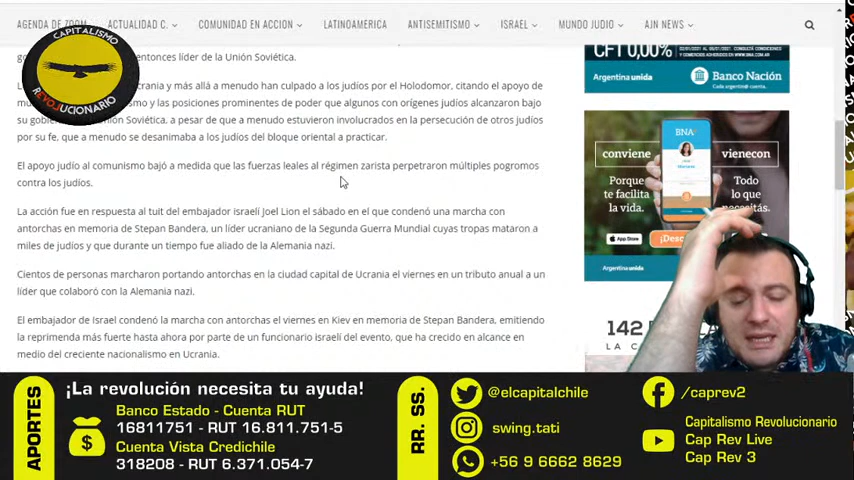 AGENDA DE ZOOM ACTUALIDAD C. COMUNIDAD EN ACCION LATINOAMERICA ANTISEMITISMO ISRAEL MUNDO JUDIO AJN NEWS
CAPITALISMO
REVOLUCIONARIO
entonces líder de la Unión Soviética.
crania y más allá a menudo han culpado a los judíos por el Holodomor, citando el apoyo de
y las posiciones prominentes de poder que algunos con orígenes judíos alcanzaron bajo
su Unión Soviética, a pesar de que a menudo estuvieron involucrados en la persecución de otros judíos
por su fe, que a menudo se desanimaba a los judíos del bloque oriental a practicar.
El apoyo judío al comunismo bajó a medida que las fuerzas leales al régimen zarista perpetraron múltiples pogromos
contra los judíos.
La acción fue en respuesta al tuit del embajador israelí Joel Lion el sábado en el que condenó una marcha con
antorchas en memoria de Stepan Bandera, un líder ucraniano de la Segunda Guerra Mundial cuyas tropas mataron a
miles de judíos y que durante un tiempo fue aliado de la Alemania nazi.
Cientos de personas marcharon portando antorchas en la ciudad capital de Ucrania el viernes en un tributo anual a un
líder que colaboró con la Alemania nazi.
El embajador de Israel condenó la marcha con antorchas el viernes en Kiev en memoria de Stepan Bandera, emitiendo
la reprimenda más fuerte hasta ahora por parte de un funcionario israelí del evento, que ha crecido en alcance en
medio del creciente nacionalismo en Ucrania.
CFT 0,00%
Argentina unida Banco Nación
BNA+
conviene vienecon
Porque
te facilita
la vida.
Todo
lo que
App Store
Argentina unida
142
APORTES
¡La revolución necesita tu ayuda!
Banco Estado - Cuenta RUT
16811751 - RUT 16.811.751-5
Cuenta Vista Credichile
318208 - RUT 6.371.054-7
RR. SS.
@elcapitalchile
swing.tati
+56 9 6662 8629
/caprev2
Capitalismo Revolucionario
Cap Rev Live
Cap Rev 3